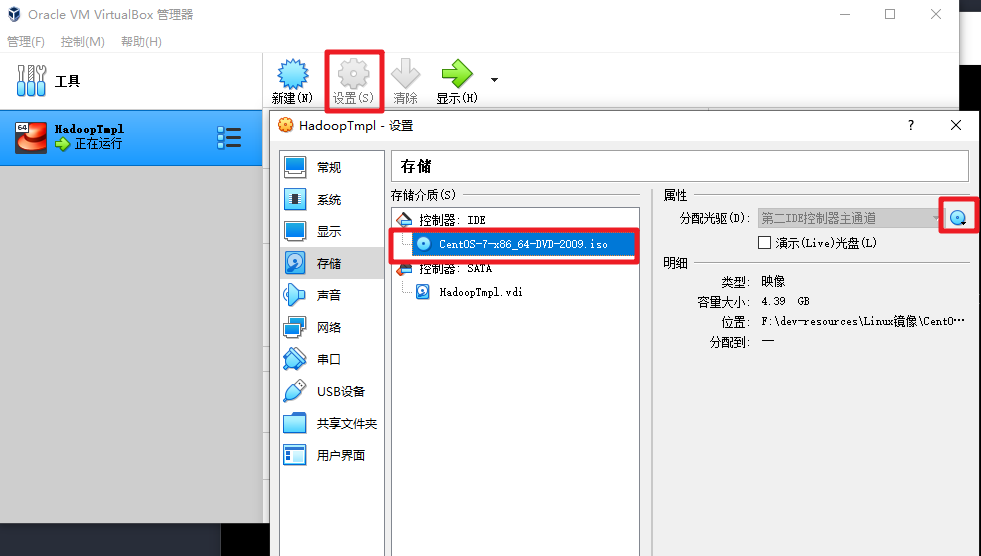 Oracle VM VirtualBox 管理器
管理(F) 控制(M) 帮助(H)
工具
新建(N) 设置(S) 清除 显示(H)
64
HadoopTmpl
正在运行
HadoopTmpl - 设置
?
常规
系统
显示
存储
声音
网络
串口
USB设备
共享文件夹
用户界面
存储
存储介质(S)
控制器: IDE
CentOS-7-x86_64-DVD-2009.iso
控制器: SATA
HadoopTmpl.vdi
属性
分配光驱(D): 第二IDE控制器主通道
演示(Live)光盘(L)
明细
类型: 映像
容量大小: 4.39 GB
位置: F:\dev-resources\Linux镜像\CentO…
分配到: —